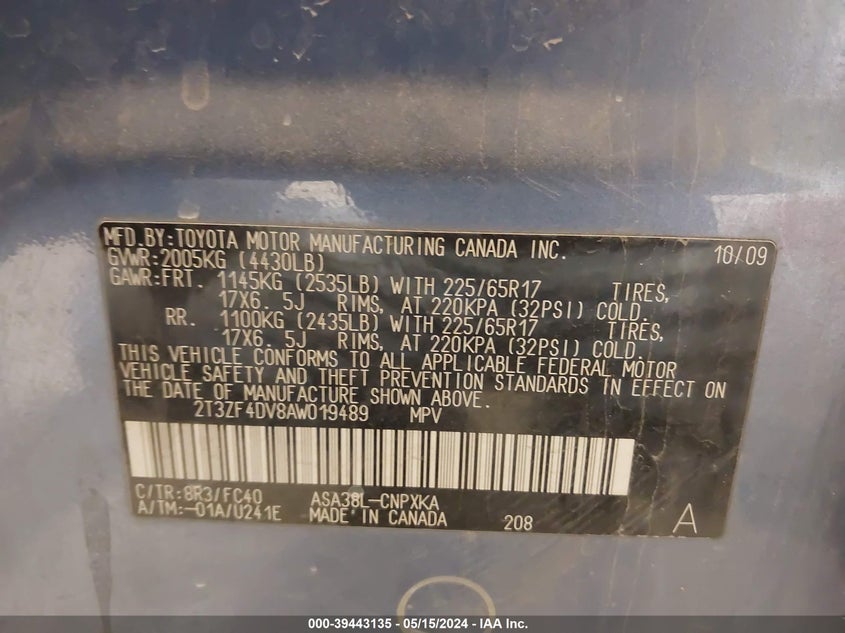 MFD.BY:TOYOTA MOTOR MANUFACTURING CANADA INC. 10/09
GVWR:2005KG (4430LB)
GAWR:FRT. 1145KG (2535LB) WITH 225/65R17 TIRES,
17X6. 5J RIMS, AT 220KPA (32PSI) COLD.
RR. 1100KG (2435LB) WITH 225/65R17 TIRES,
17X6. 5J RIMS, AT 220KPA (32PSI) COLD.
THIS VEHICLE CONFORMS TO ALL APPLICABLE FEDERAL MOTOR
VEHICLE SAFETY AND THEFT PREVENTION STANDARDS IN EFFECT ON
THE DATE OF MANUFACTURE SHOWN ABOVE.
2T3ZF4DV8AW019489 MPV
C/TR:8R3/FC40 ASA38L-CNPXKA
A/TM:-01A/U241E MADE IN CANADA 208 A
000-39443135 - 05/15/2024 - IAA Inc.